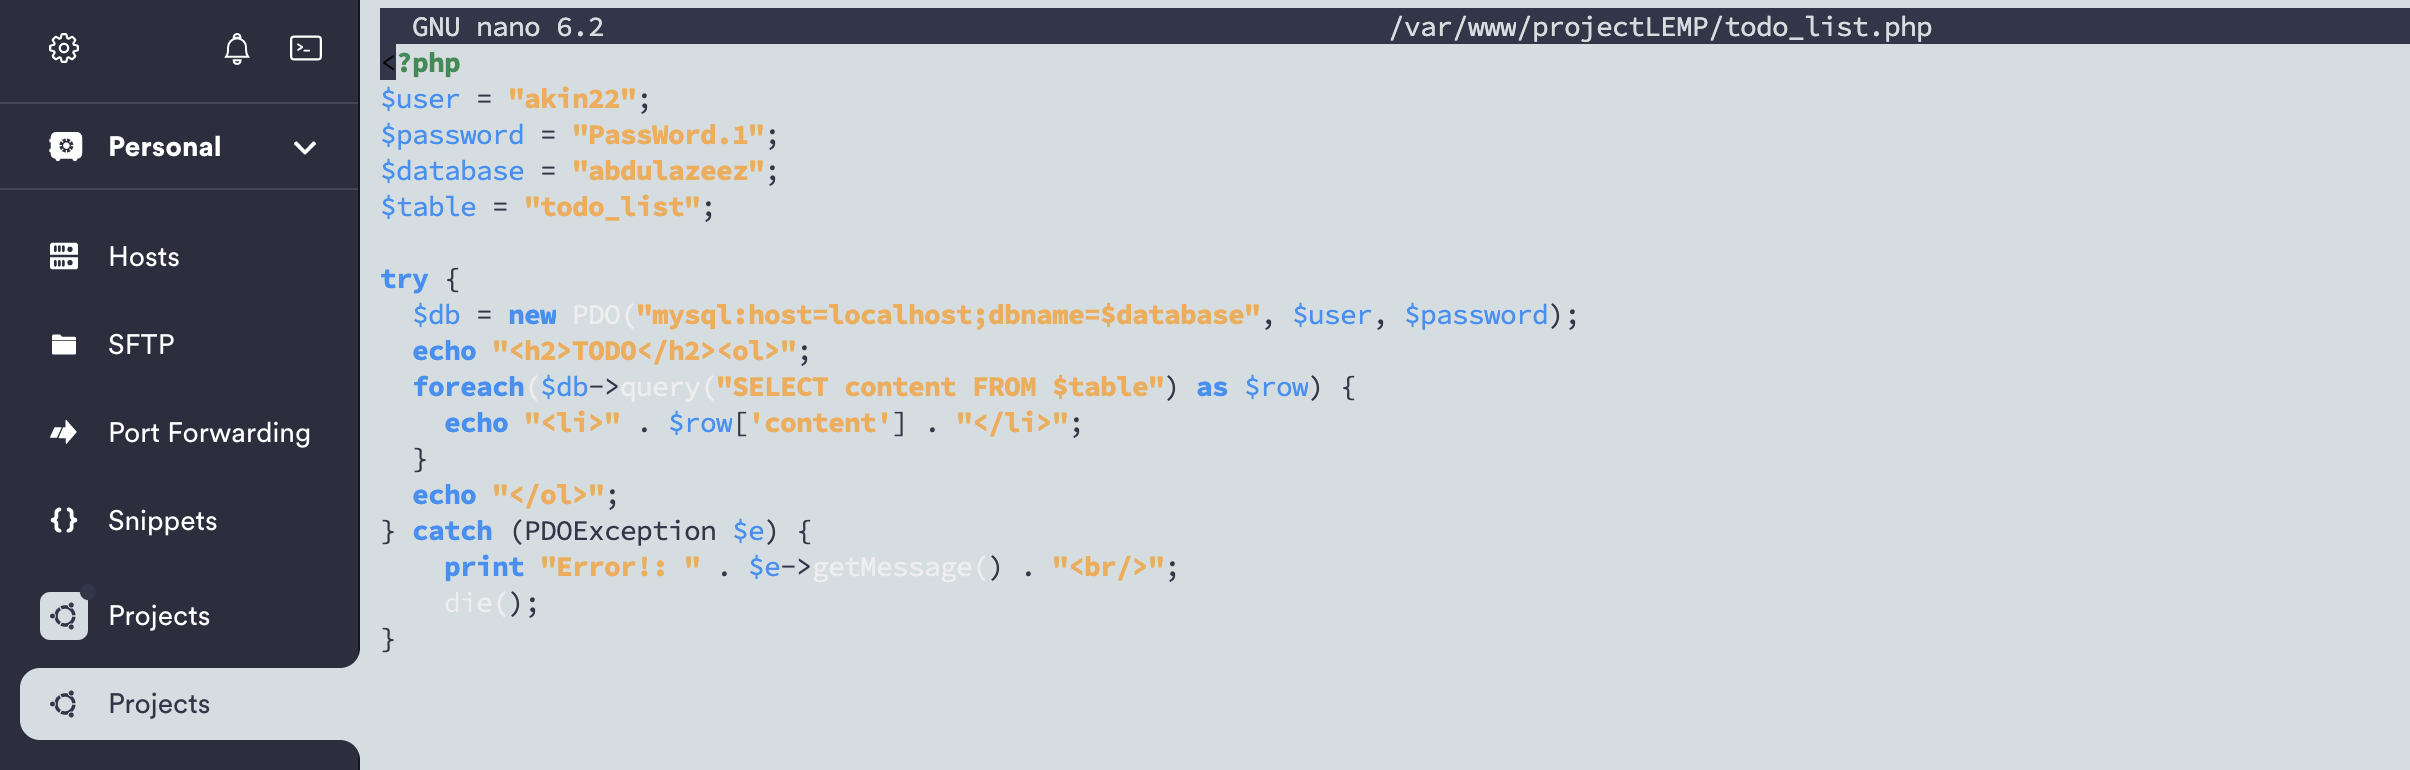 Personal
Hosts
SFTP
Port Forwarding
Snippets
Projects
Projects
GNU nano 6.2 /var/www/projectLEMP/todo_list.php
<?php
$user = "akin22";
$password = "PassWord.1";
$database = "abdulazeez";
$table = "todo_list";

try {
  $db = new PDO("mysql:host=localhost;dbname=$database", $user, $password);
  echo "<h2>TODO</h2><ol>";
  foreach($db->query("SELECT content FROM $table") as $row) {
    echo "<li>" . $row['content'] . "</li>";
  }
  echo "</ol>";
} catch (PDOException $e) {
    print "Error!: " . $e->getMessage() . "<br/>";
    die();
}